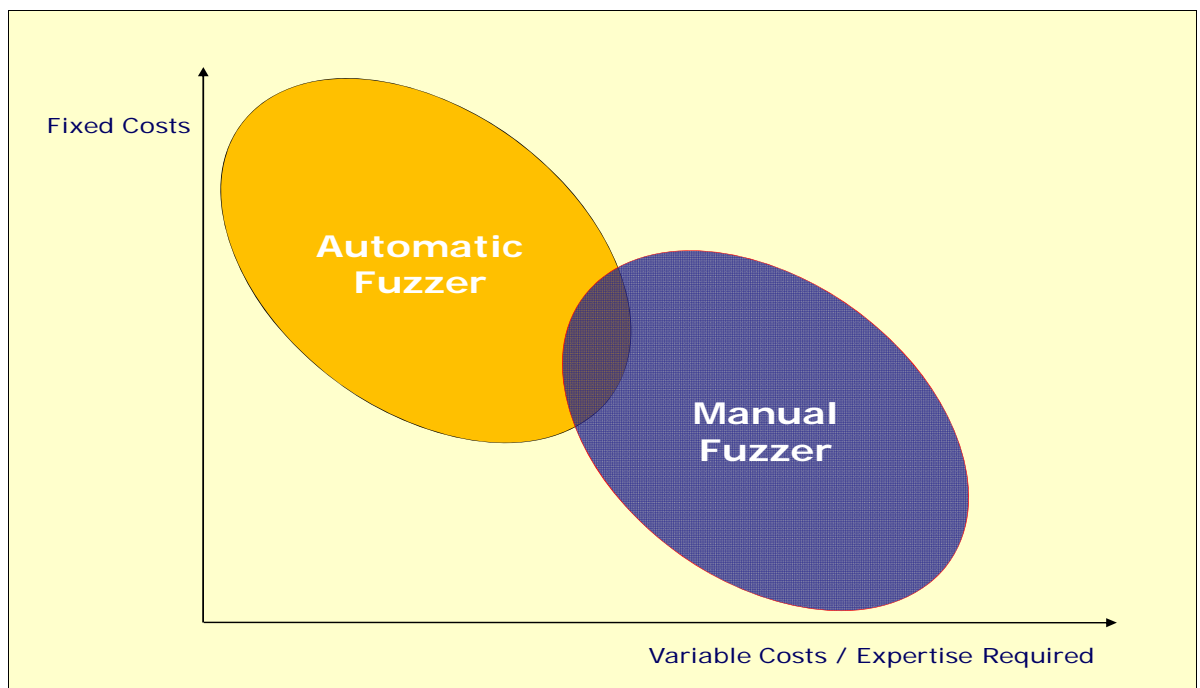 Fixed Costs
Automatic
Fuzzer
Manual
Fuzzer
Variable Costs / Expertise Required